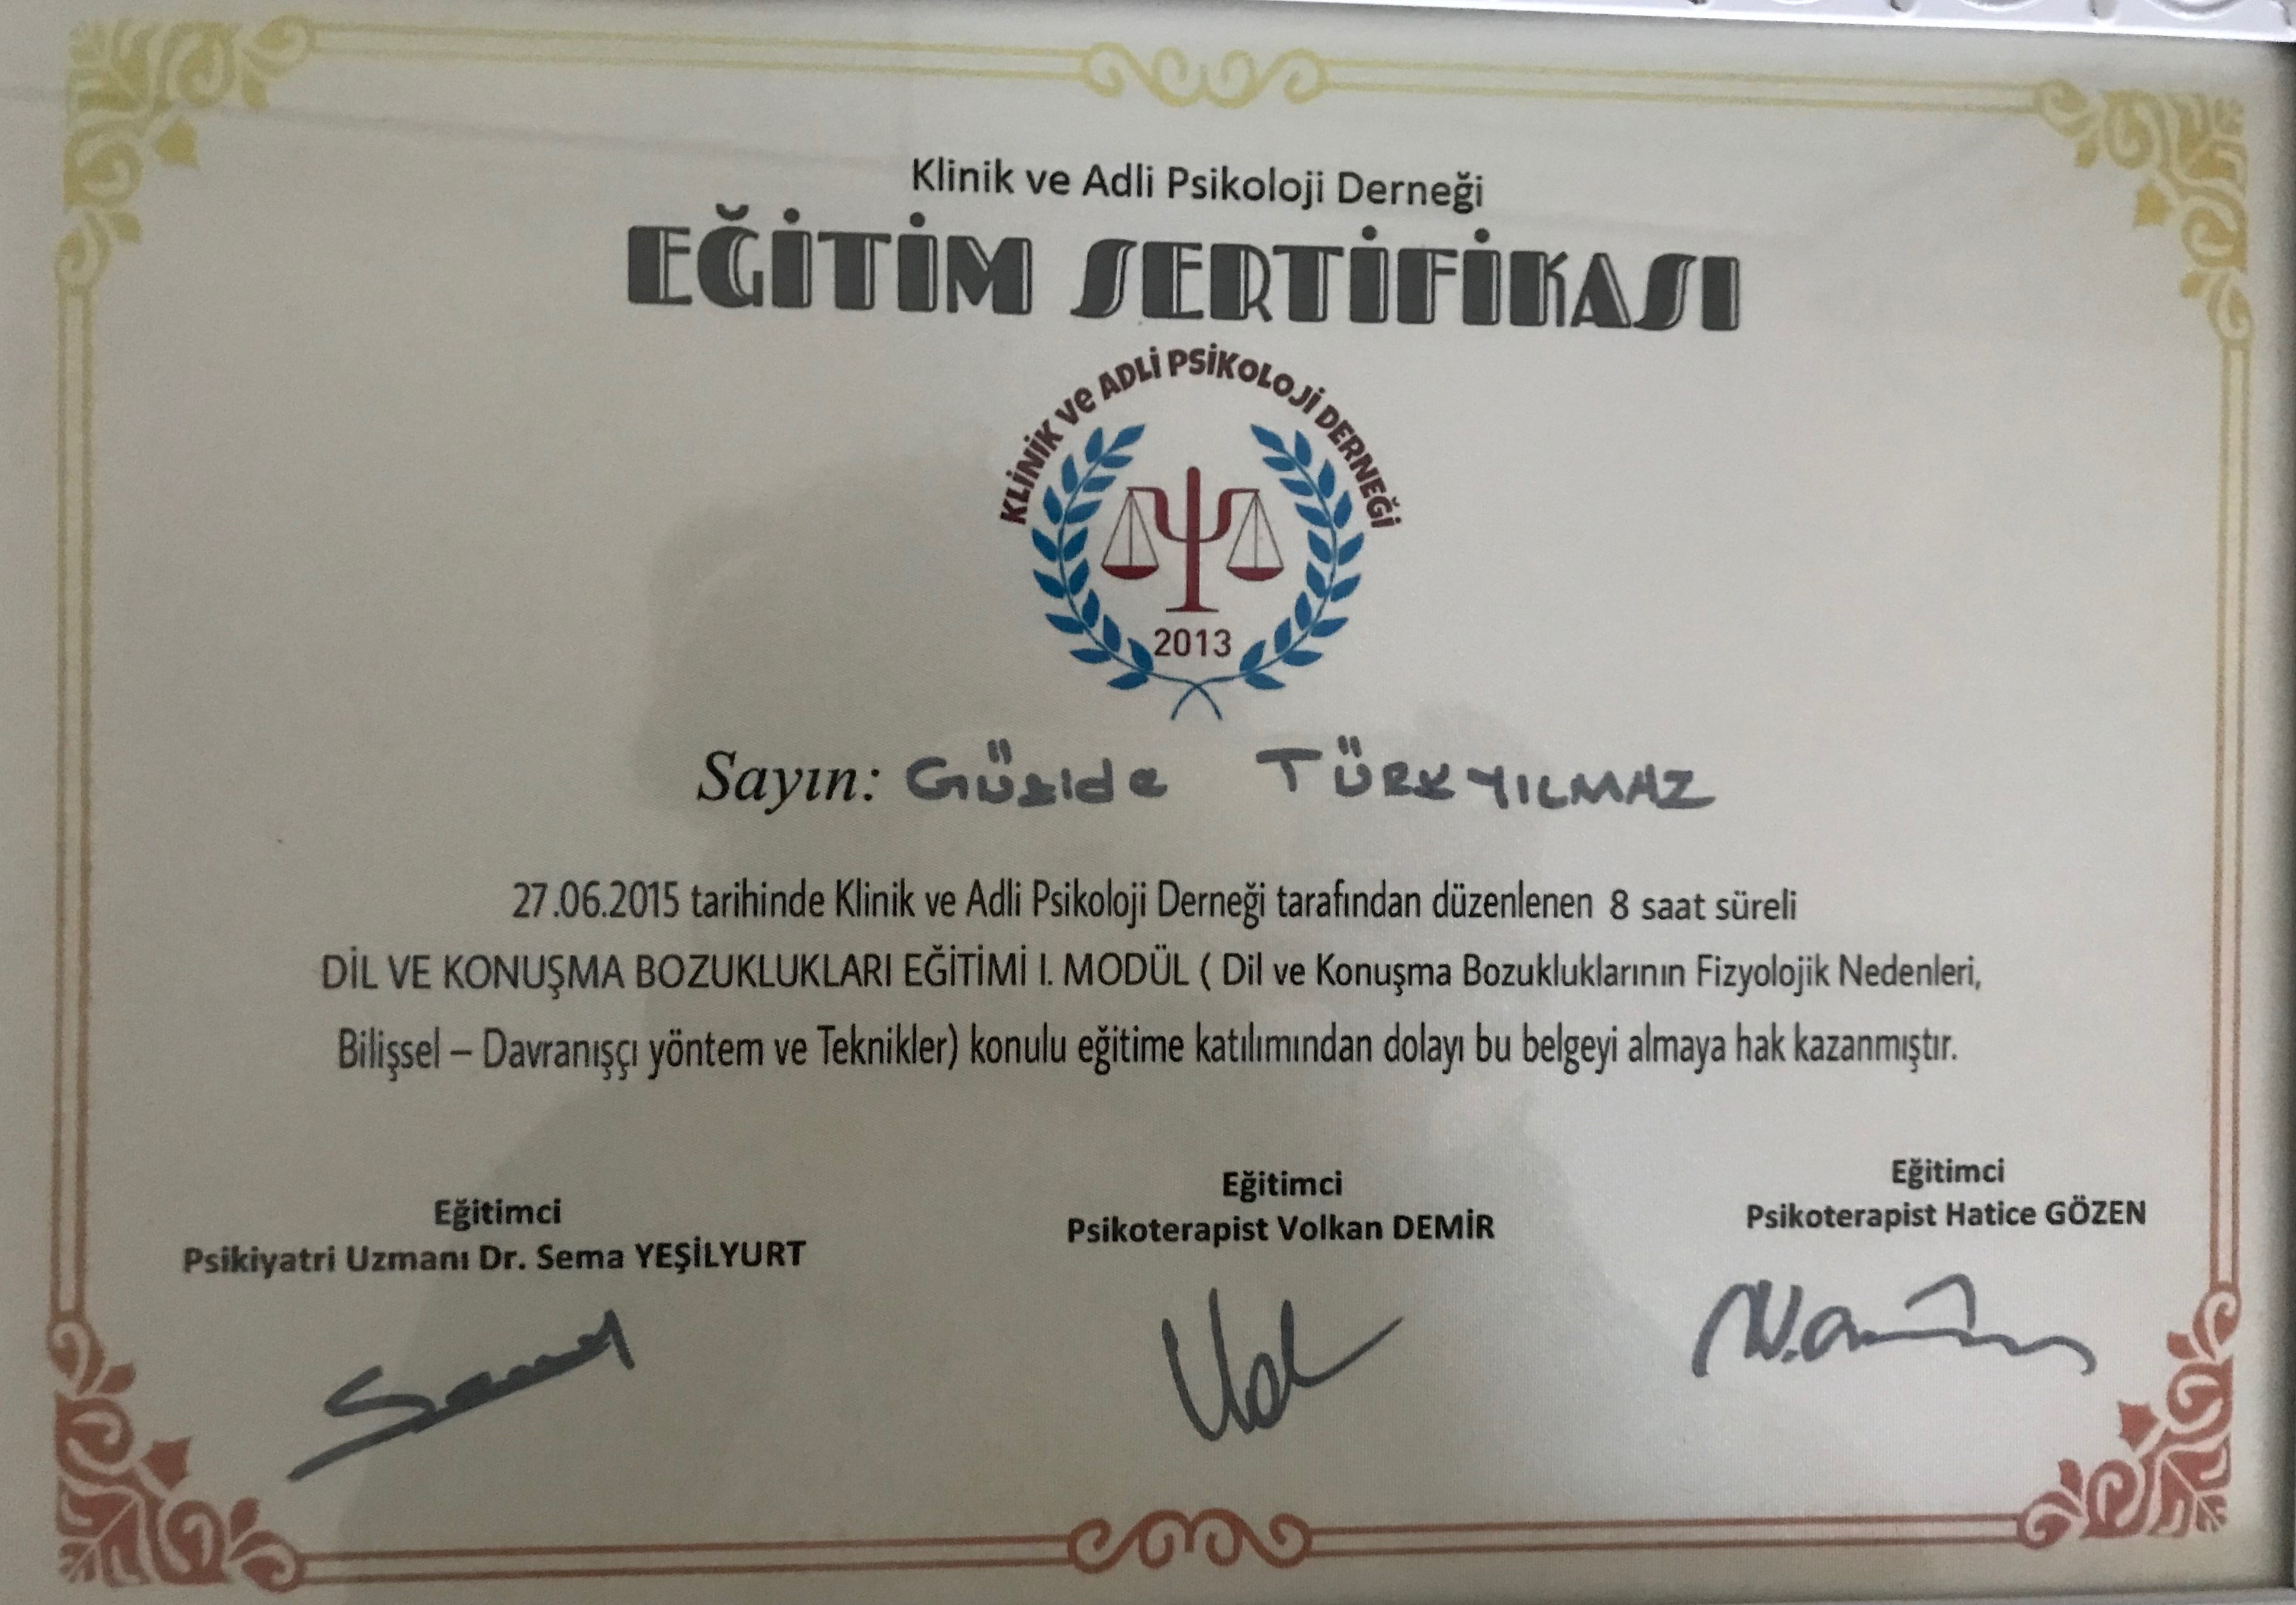 Klinik ve Adli Psikoloji Derneği
EĞİTİM SERTİFİKASI
KLİNİK ve ADLİ PSİKOLOJİ DERNEĞİ
2013
Sayın: Güzide TÜRKYILMAZ
27.06.2015 tarihinde Klinik ve Adli Psikoloji Derneği tarafından düzenlenen 8 saat süreli
DİL VE KONUŞMA BOZUKLUKLARI EĞİTİMİ I. MODÜL ( Dil ve Konuşma Bozukluklarının Fizyolojik Nedenleri,
Bilişsel – Davranışçı yöntem ve Teknikler) konulu eğitime katılımından dolayı bu belgeyi almaya hak kazanmıştır.
Eğitimci
Psikiyatri Uzmanı Dr. Sema YEŞİLYURT
Eğitimci
Psikoterapist Volkan DEMİR
Eğitimci
Psikoterapist Hatice GÖZEN